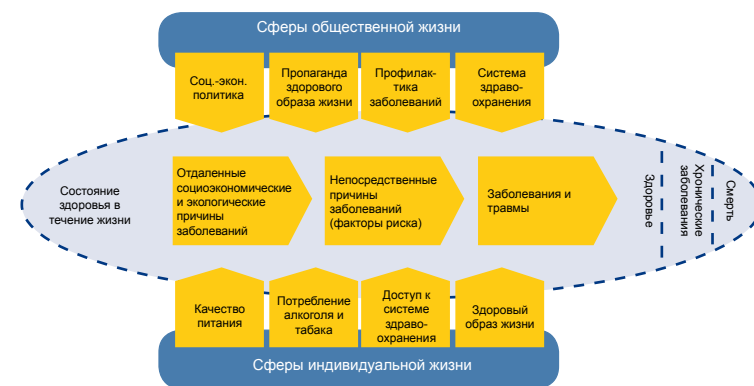 Сферы общественной жизни
Соц.-экон.
политика
Пропаганда
здорового
образа жизни
Профилак-
тика
заболеваний
Система
здраво-
охранения
Состояние
здоровья в
течение жизни
Отдаленные
социоэкономические
и экологические
причины
заболеваний
Непосредственные
причины
заболеваний
(факторы риска)
Заболевания и
травмы
Здоровье
Хронические
заболевания
Смерть
Качество
питания
Потребление
алкоголя и
табака
Доступ к
системе
здраво-
охранения
Здоровый
образ жизни
Сферы индивидуальной жизни